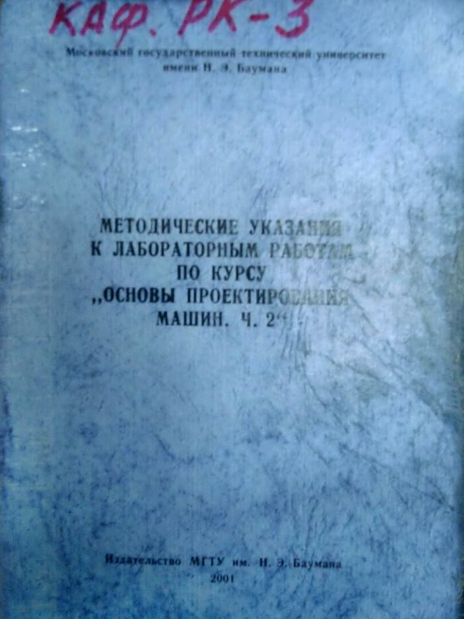 КАФ. РК-3
Московский государственный технический университет
имени Н. Э. Баумана
МЕТОДИЧЕСКИЕ УКАЗАНИЯ
К ЛАБОРАТОРНЫМ РАБОТАМ
ПО КУРСУ
„ОСНОВЫ ПРОЕКТИРОВАНИЯ
МАШИН. Ч. 2“
Издательство МГТУ им. Н. Э. Баумана
2001